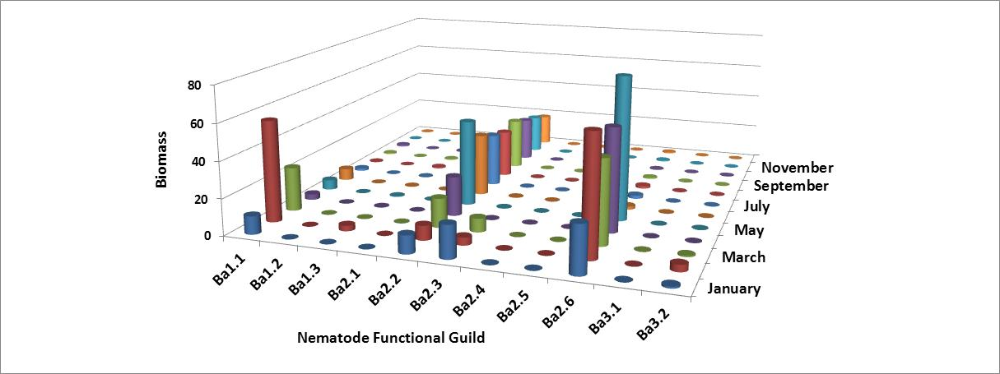 80
60
40
20
0
Biomass
Ba1.1
Ba1.2
Ba1.3
Ba2.1
Ba2.2
Ba2.3
Ba2.4
Ba2.5
Ba2.6
Ba3.1
Ba3.2
Nematode Functional Guild
November
September
July
May
March
January